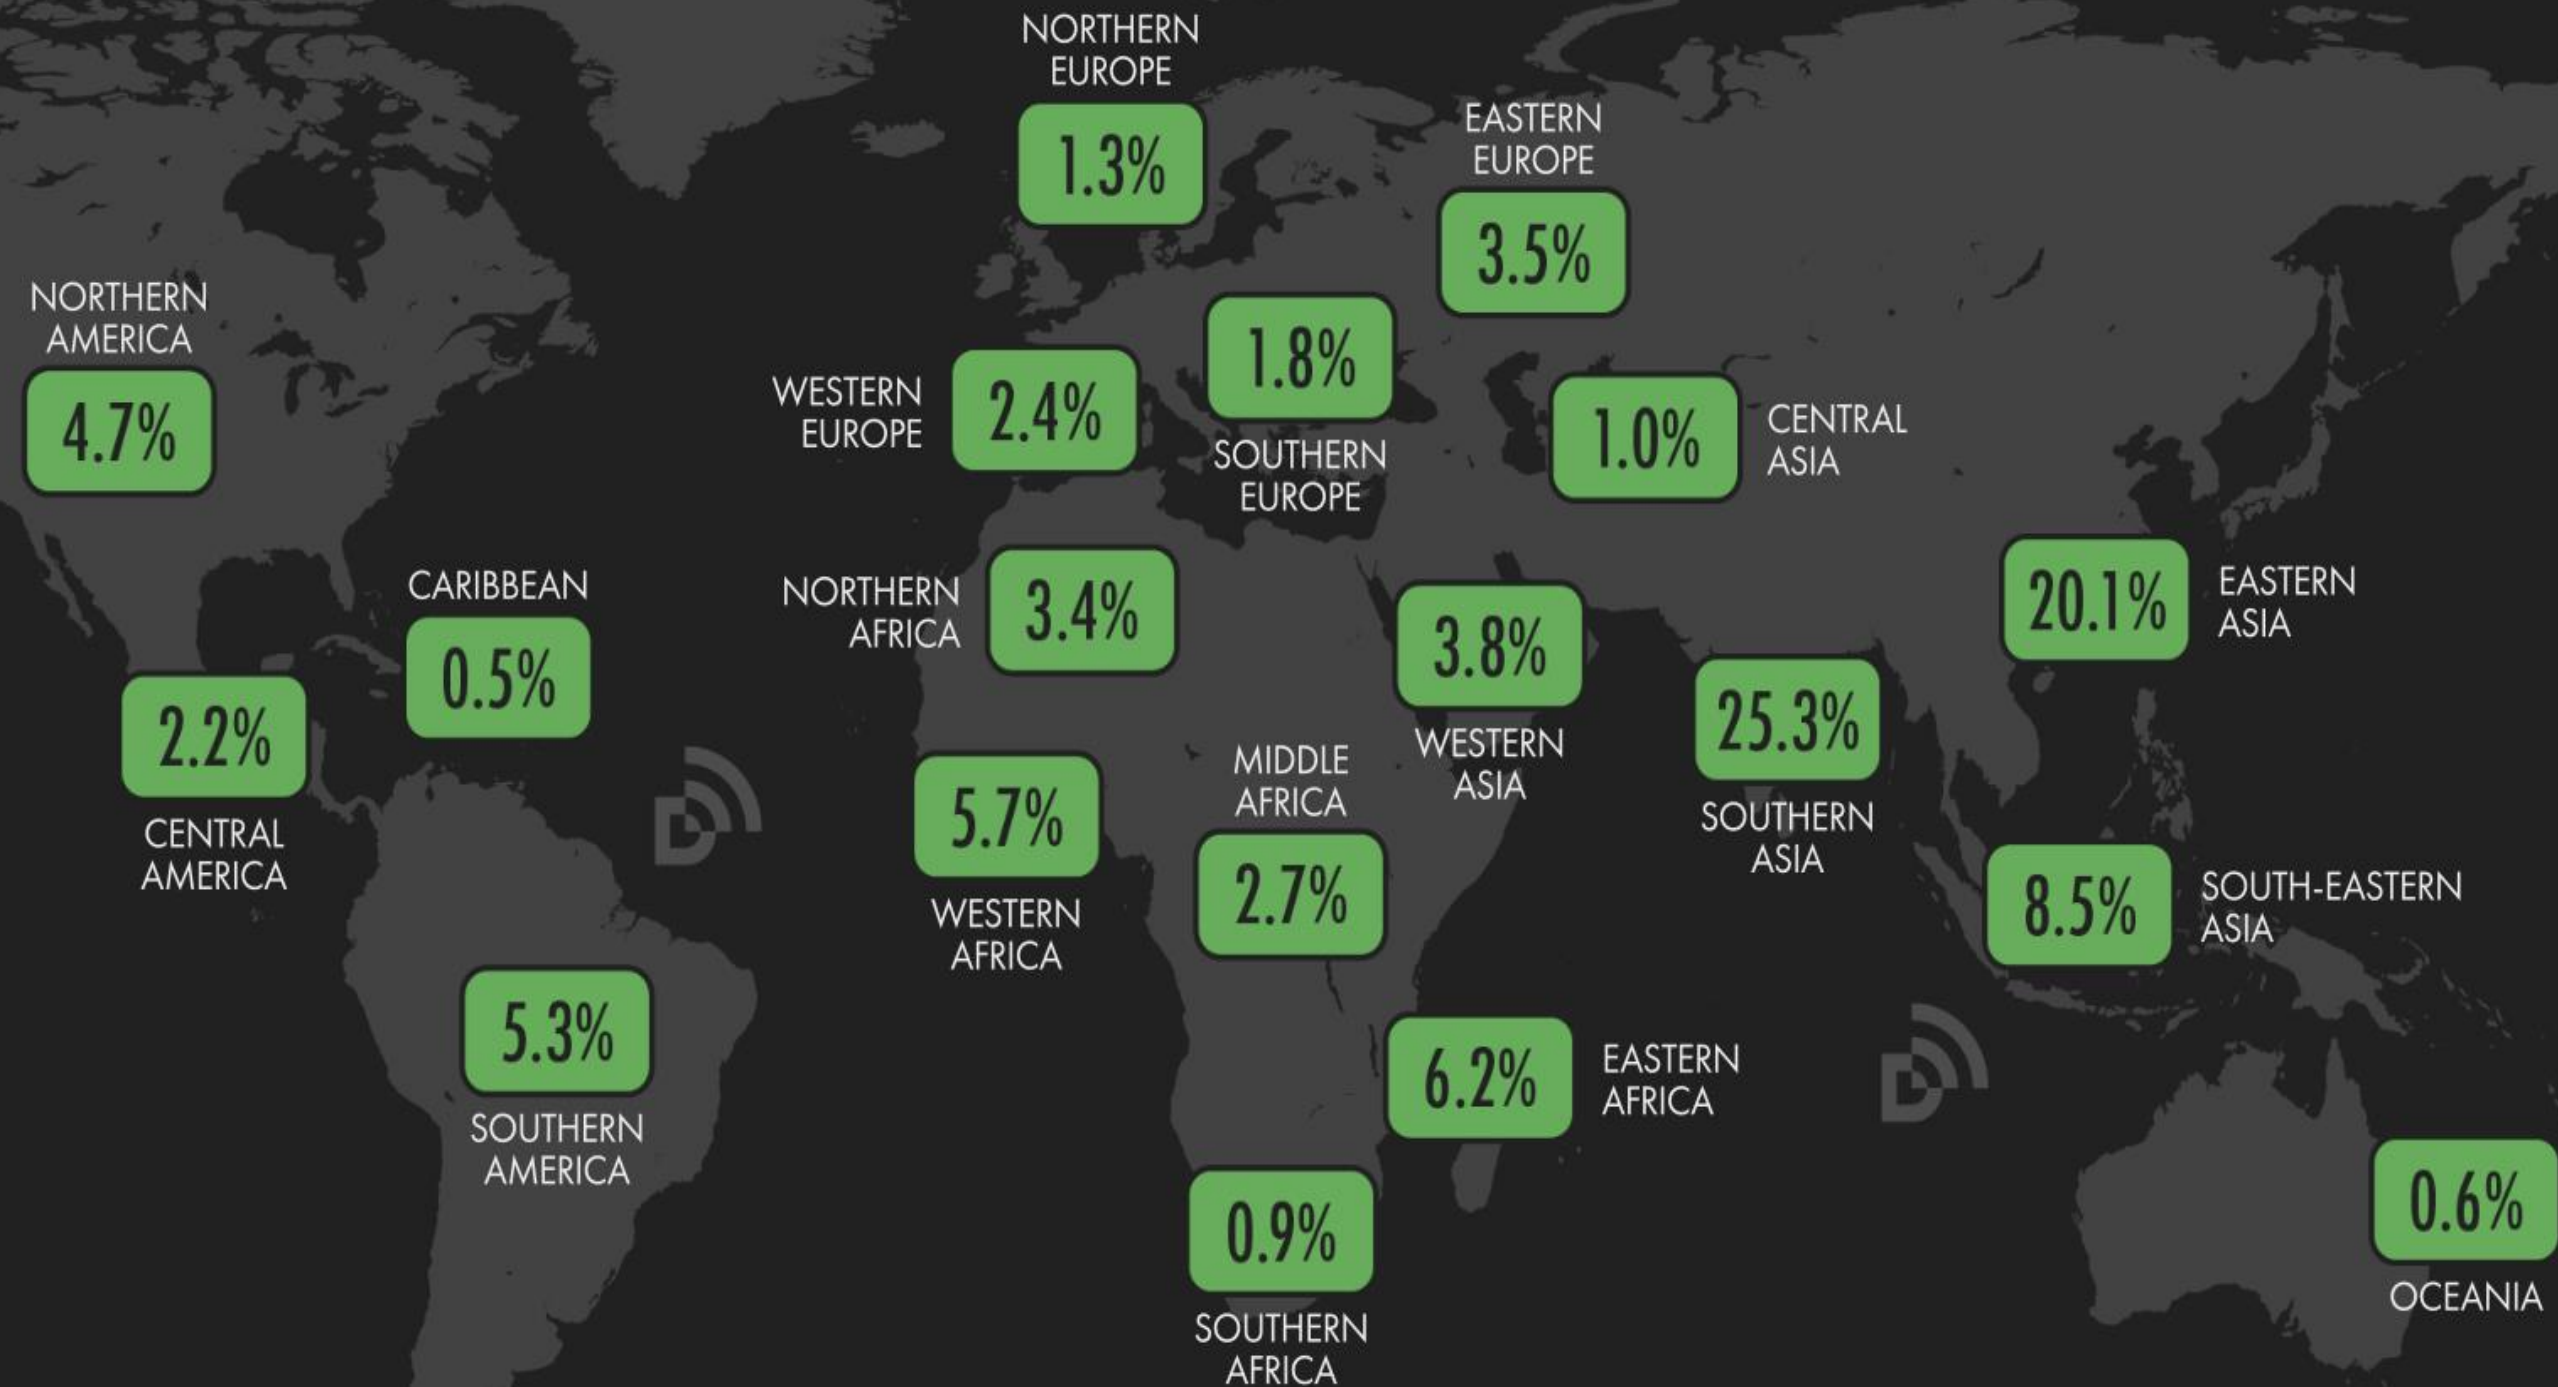 NORTHERN
EUROPE
1.3%
EASTERN
EUROPE
3.5%
NORTHERN
AMERICA
4.7%
WESTERN
EUROPE
2.4%
1.8%
SOUTHERN
EUROPE
1.0%
CENTRAL
ASIA
CARIBBEAN
0.5%
NORTHERN
AFRICA
3.4%
3.8%
WESTERN
ASIA
20.1%
EASTERN
ASIA
2.2%
CENTRAL
AMERICA
25.3%
SOUTHERN
ASIA
5.7%
WESTERN
AFRICA
MIDDLE
AFRICA
2.7%
8.5%
SOUTH-EASTERN
ASIA
5.3%
SOUTHERN
AMERICA
6.2%
EASTERN
AFRICA
0.9%
SOUTHERN
AFRICA
0.6%
OCEANIA